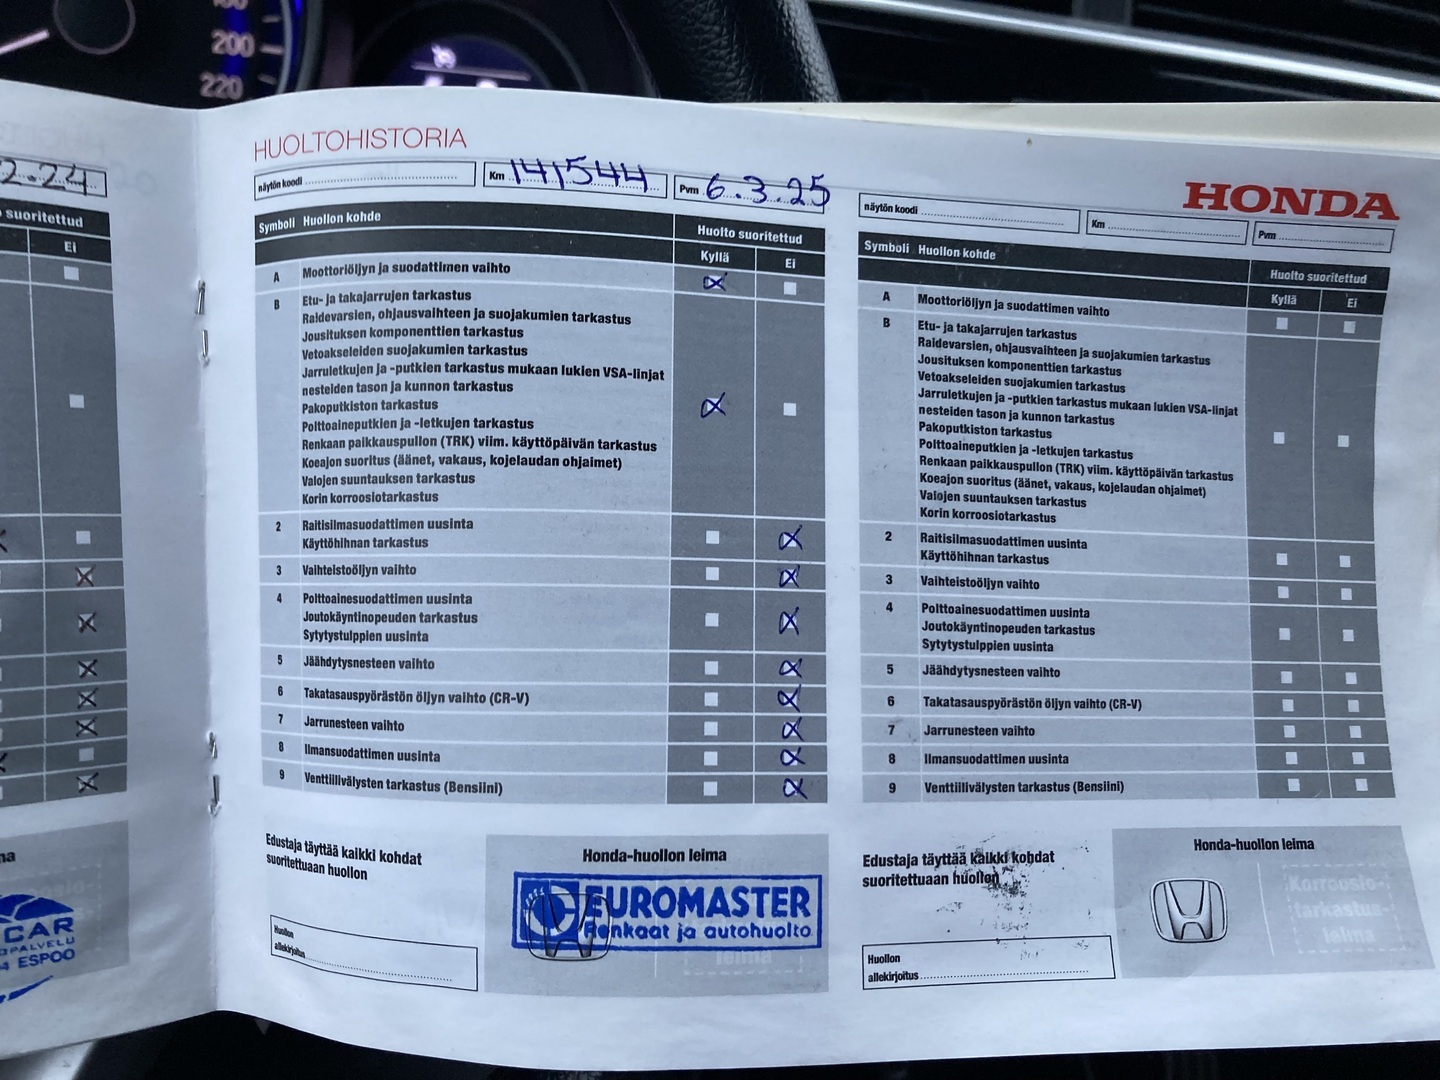 200
220
2.24
suoritettud
Ei
CAR
OPALVELU
4 ESPOO
HUOLTOHISTORIA
näytön koodi
Km 141544
Pvm 6.3.25
Symboli Huollon kohde
Huolto suoritettud
Kyllä Ei
A Moottoriöljyn ja suodattimen vaihto
B Etu- ja takajarrujen tarkastus
Raidevarsien, ohjausvaihteen ja suojakumien tarkastus
Jousituksen komponenttien tarkastus
Vetoakseleiden suojakumien tarkastus
Jarruletkujen ja -putkien tarkastus mukaan lukien VSA-linjat
nesteiden tason ja kunnon tarkastus
Pakoputkiston tarkastus
Polttoaineputkien ja -letkujen tarkastus
Renkaan paikkauspullon (TRK) viim. käyttöpäivän tarkastus
Koeajon suoritus (äänet, vakaus, kojelaudan ohjaimet)
Valojen suuntauksen tarkastus
Korin korroosiotarkastus
2 Raitisilmasuodattimen uusinta
Käyttöhihnan tarkastus
3 Vaihteistoöljyn vaihto
4 Polttoainesuodattimen uusinta
Joutokäyntinopeuden tarkastus
Sytytystulppien uusinta
5 Jäähdytysnesteen vaihto
6 Takatasauspyörästön öljyn vaihto (CR-V)
7 Jarrunesteen vaihto
8 Ilmansuodattimen uusinta
9 Venttiilivälysten tarkastus (Bensiini)
Edustaja täyttää kaikki kohdat
suoritettuaan huollon
Huollon
allekirjoitus
Honda-huollon leima
EUROMASTER
Renkaat ja autohuolto
leima
HONDA
näytön koodi
Km
Pvm
Symboli Huollon kohde
Huolto suoritettud
Kyllä Ei
A Moottoriöljyn ja suodattimen vaihto
B Etu- ja takajarrujen tarkastus
Raidevarsien, ohjausvaihteen ja suojakumien tarkastus
Jousituksen komponenttien tarkastus
Vetoakseleiden suojakumien tarkastus
Jarruletkujen ja -putkien tarkastus mukaan lukien VSA-linjat
nesteiden tason ja kunnon tarkastus
Pakoputkiston tarkastus
Polttoaineputkien ja -letkujen tarkastus
Renkaan paikkauspullon (TRK) viim. käyttöpäivän tarkastus
Koeajon suoritus (äänet, vakaus, kojelaudan ohjaimet)
Valojen suuntauksen tarkastus
Korin korroosiotarkastus
2 Raitisilmasuodattimen uusinta
Käyttöhihnan tarkastus
3 Vaihteistoöljyn vaihto
4 Polttoainesuodattimen uusinta
Joutokäyntinopeuden tarkastus
Sytytystulppien uusinta
5 Jäähdytysnesteen vaihto
6 Takatasauspyörästön öljyn vaihto (CR-V)
7 Jarrunesteen vaihto
8 Ilmansuodattimen uusinta
9 Venttiilivälysten tarkastus (Bensiini)
Edustaja täyttää kaikki kohdat
suoritettuaan huollon
Huollon
allekirjoitus
Honda-huollon leima
Korroosio-
tarkastus-
leima